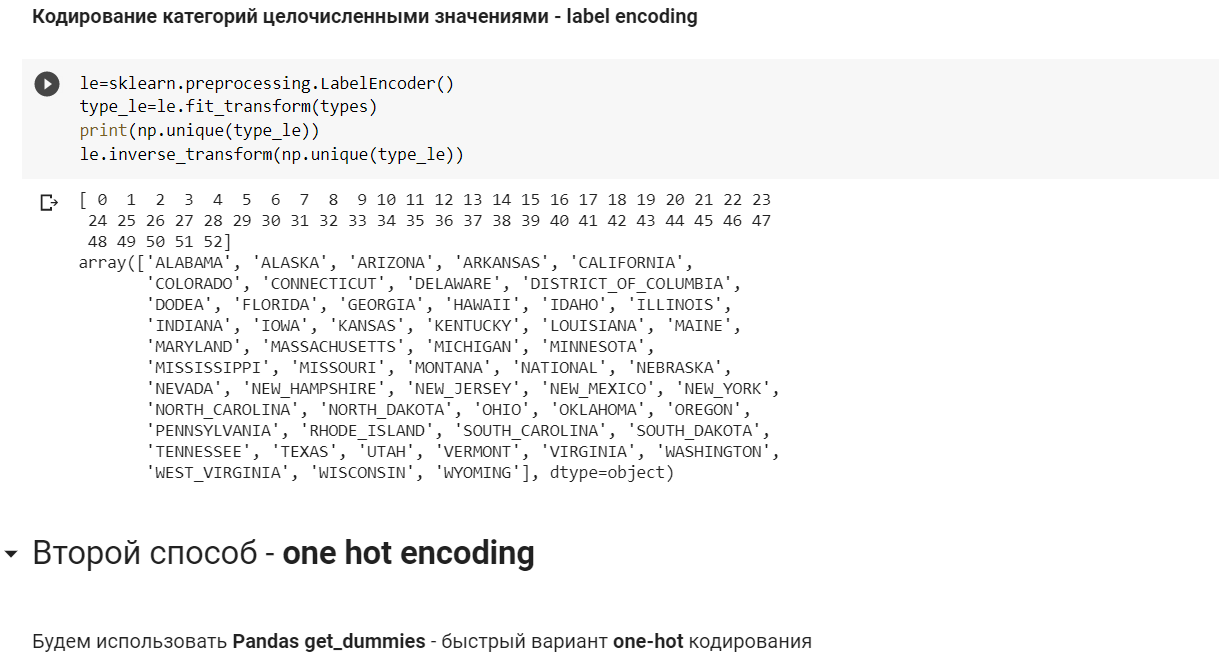 Кодирование категорий целочисленными значениями - label encoding
le=sklearn.preprocessing.LabelEncoder()
type_le=le.fit_transform(types)
print(np.unique(type_le))
le.inverse_transform(np.unique(type_le))
[ 0  1  2  3  4  5  6  7  8  9 10 11 12 13 14 15 16 17 18 19 20 21 22 23
 24 25 26 27 28 29 30 31 32 33 34 35 36 37 38 39 40 41 42 43 44 45 46 47
 48 49 50 51 52]
array(['ALABAMA', 'ALASKA', 'ARIZONA', 'ARKANSAS', 'CALIFORNIA',
       'COLORADO', 'CONNECTICUT', 'DELAWARE', 'DISTRICT_OF_COLUMBIA',
       'DODEA', 'FLORIDA', 'GEORGIA', 'HAWAII', 'IDAHO', 'ILLINOIS',
       'INDIANA', 'IOWA', 'KANSAS', 'KENTUCKY', 'LOUISIANA', 'MAINE',
       'MARYLAND', 'MASSACHUSETTS', 'MICHIGAN', 'MINNESOTA',
       'MISSISSIPPI', 'MISSOURI', 'MONTANA', 'NATIONAL', 'NEBRASKA',
       'NEVADA', 'NEW_HAMPSHIRE', 'NEW_JERSEY', 'NEW_MEXICO', 'NEW_YORK',
       'NORTH_CAROLINA', 'NORTH_DAKOTA', 'OHIO', 'OKLAHOMA', 'OREGON',
       'PENNSYLVANIA', 'RHODE_ISLAND', 'SOUTH_CAROLINA', 'SOUTH_DAKOTA',
       'TENNESSEE', 'TEXAS', 'UTAH', 'VERMONT', 'VIRGINIA', 'WASHINGTON',
       'WEST_VIRGINIA', 'WISCONSIN', 'WYOMING'], dtype=object)
Второй способ - one hot encoding
Будем использовать Pandas get_dummies - быстрый вариант one-hot кодирования